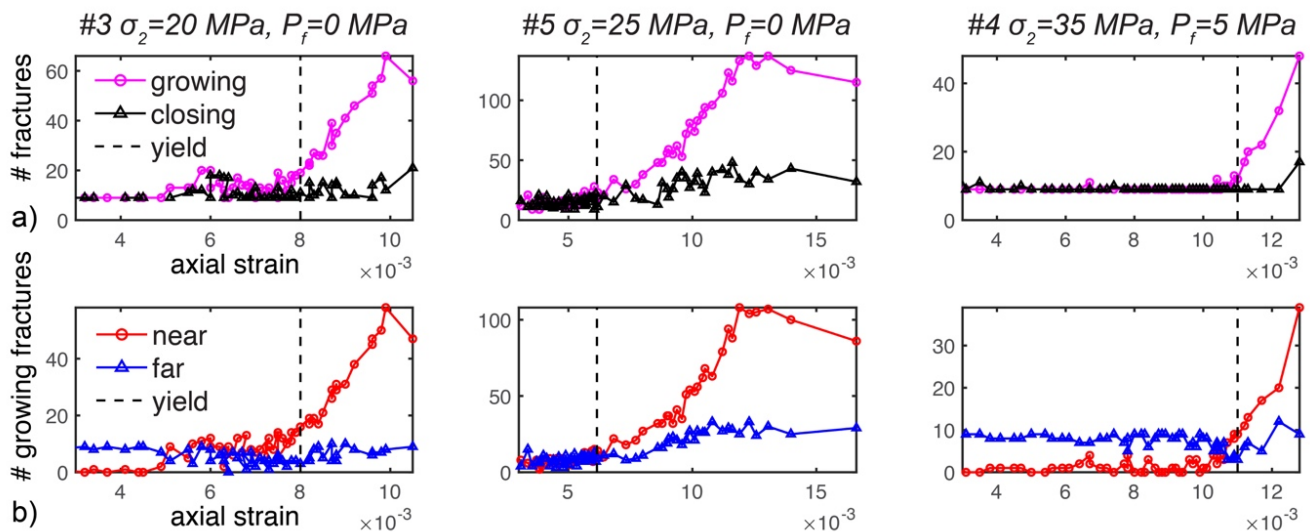 #3 σ2=20 MPa, Pf=0 MPa
#5 σ2=25 MPa, Pf=0 MPa
#4 σ2=35 MPa, Pf=5 MPa
# fractures
60
40
20
0
growing
closing
yield
4 6 8 10
×10-3
axial strain
100
50
0
5 10 15
×10-3
40
20
0
4 6 8 10 12
×10-3
a)
# growing fractures
40
20
0
near
far
yield
4 6 8 10
×10-3
axial strain
100
50
0
5 10 15
×10-3
30
20
10
0
4 6 8 10 12
×10-3
b)